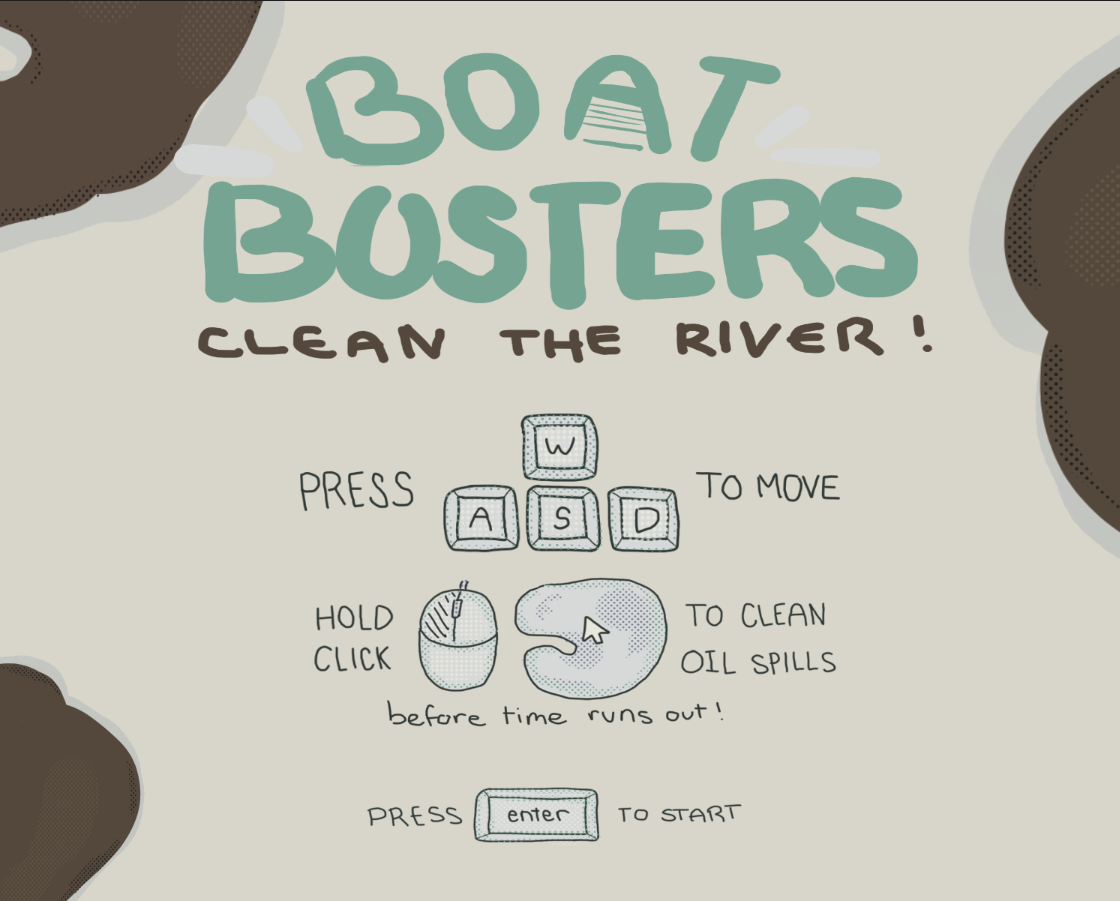 BOAT
BUSTERS
CLEAN THE RIVER!
W
PRESS A S D TO MOVE
HOLD CLICK TO CLEAN OIL SPILLS
before time runs out!
PRESS enter TO START